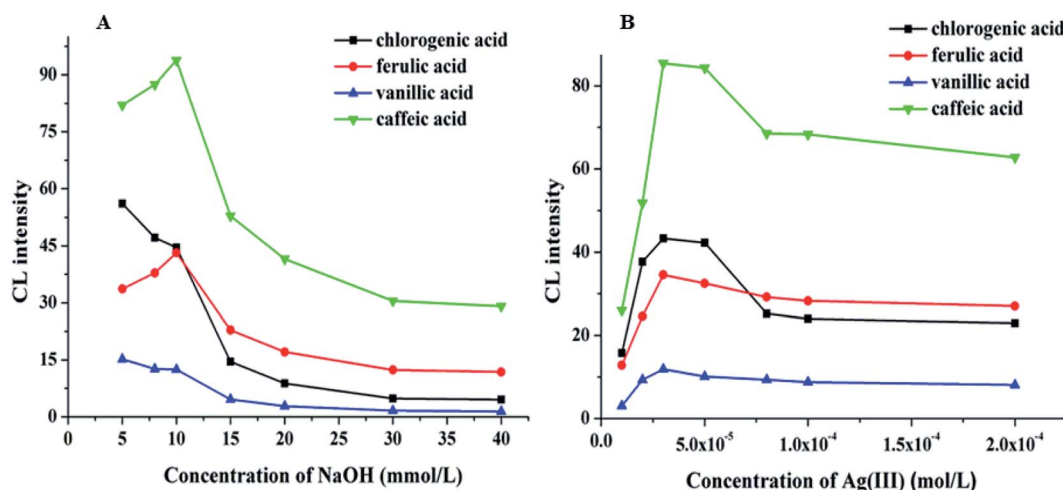 A
chlorogenic acid
ferulic acid
vanillic acid
caffeic acid
CL intensity
90
75
60
45
30
15
0
0 5 10 15 20 25 30 35 40
Concentration of NaOH (mmol/L)
B
chlorogenic acid
ferulic acid
vanillic acid
caffeic acid
CL intensity
80
60
40
20
0
0.0 5.0x10⁻⁵ 1.0x10⁻⁴ 1.5x10⁻⁴ 2.0x10⁻⁴
Concentration of Ag(III) (mol/L)